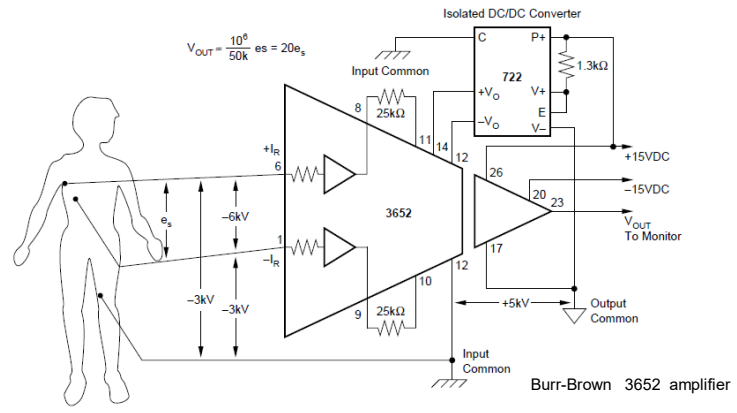 Isolated DC/DC Converter
V_OUT = 10^6 / 50k es = 20e_s
C
P+
Input Common
722
1.3kΩ
+V_O
V+
E
–V_O
V–
8
25kΩ
11
14
12
+15VDC
+I_R
6
26
–15VDC
20
23
e_s
–6kV
3652
V_OUT
To Monitor
1
–I_R
17
12
10
–3kV
–3kV
+5kV
Output
Common
9
25kΩ
Input
Common
Burr-Brown 3652 amplifier